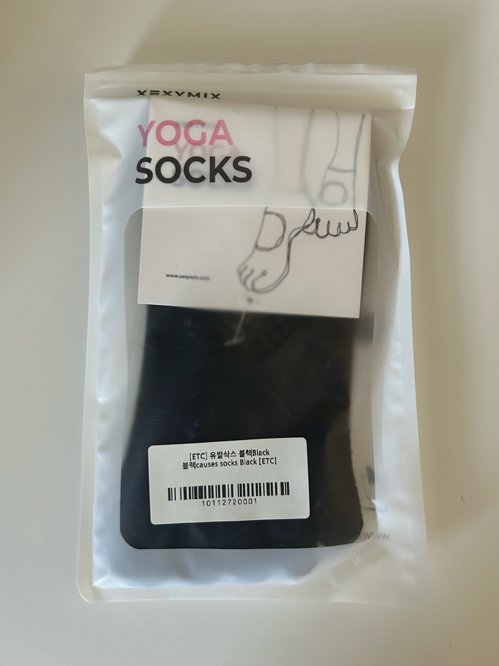 XEXYMIX
YOGA
SOCKS
www.xexymix.com
[ETC] 유발삭스 블랙Black
블랙causes socks Black [ETC]
10112720001